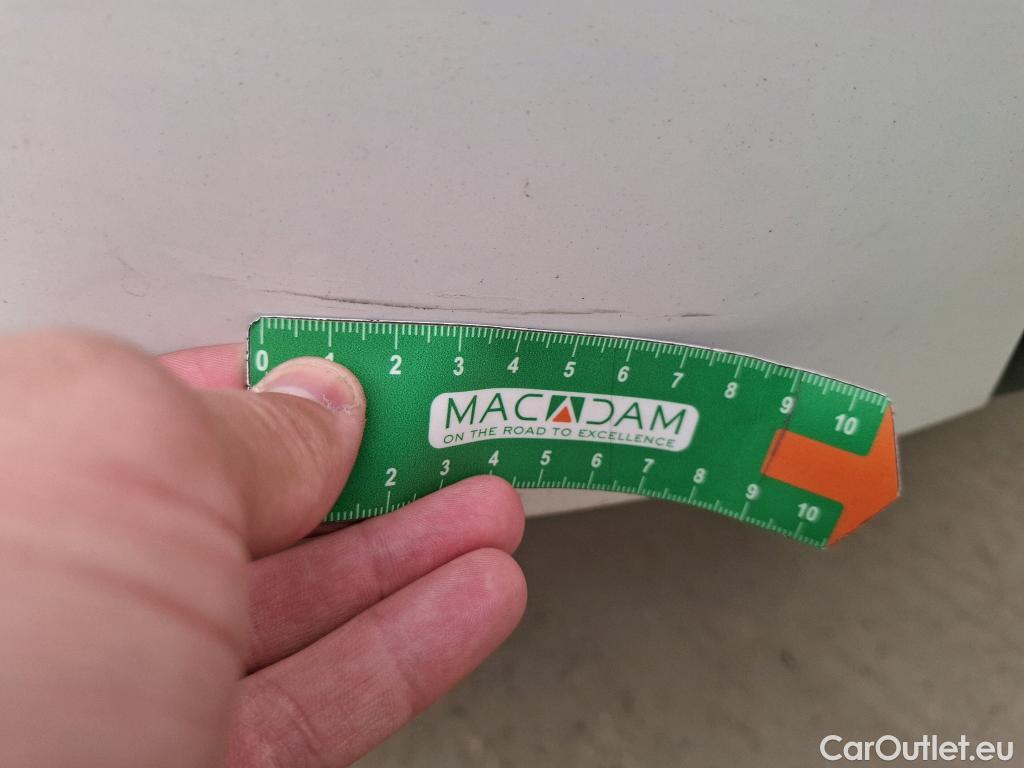 0 1 2 3 4 5 6 7 8 9 10
MACADAM
ON THE ROAD TO EXCELLENCE
2 3 4 5 6 7 8 9 10
CarOutlet.eu